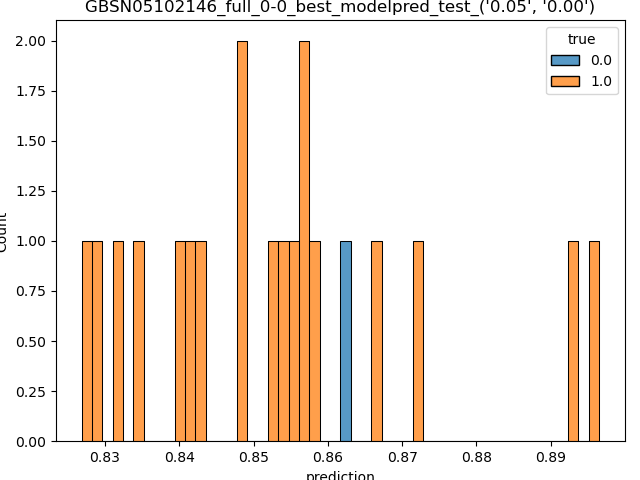 GBSN05102146_full_0-0_best_modelpred_test_('0.05', '0.00')
2.00
1.75
1.50
1.25
1.00
0.75
0.50
0.25
0.00
Count
true
0.0
1.0
0.83 0.84 0.85 0.86 0.87 0.88 0.89
prediction